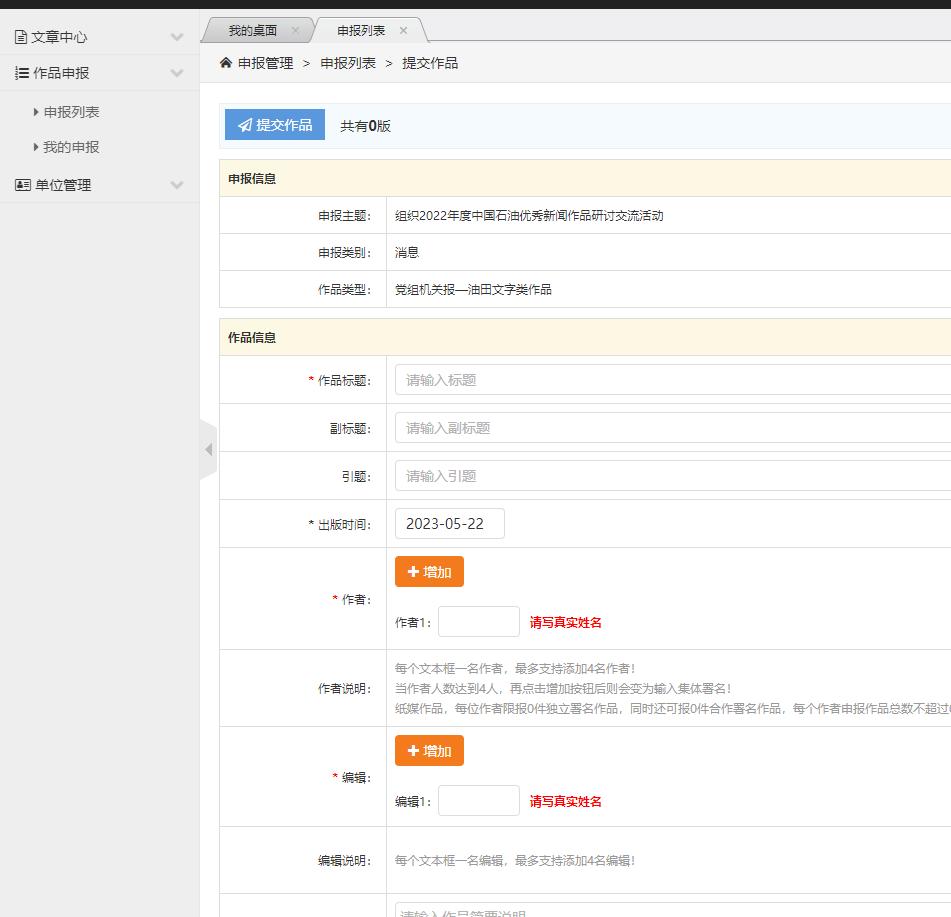 文章中心
作品申报
申报列表
我的申报
单位管理
我的桌面 × 申报列表 ×
申报管理 > 申报列表 > 提交作品
提交作品 共有0版
申报信息
申报主题： 组织2022年度中国石油优秀新闻作品研讨交流活动
申报类别： 消息
作品类型： 党组机关报—油田文字类作品
作品信息
* 作品标题： 请输入标题
副标题： 请输入副标题
引题： 请输入引题
* 出版时间： 2023-05-22
增加
* 作者：
作者1： 请写真实姓名
每个文本框一名作者，最多支持添加4名作者！
作者说明： 当作者人数达到4人，再点击增加按钮后则会变为输入集体署名！
纸媒作品，每位作者限报0件独立署名作品，同时还可报0件合作署名作品，每个作者申报作品总数不超过
增加
* 编辑：
编辑1： 请写真实姓名
编辑说明： 每个文本框一名编辑，最多支持添加4名编辑！
请输入作品简要说明